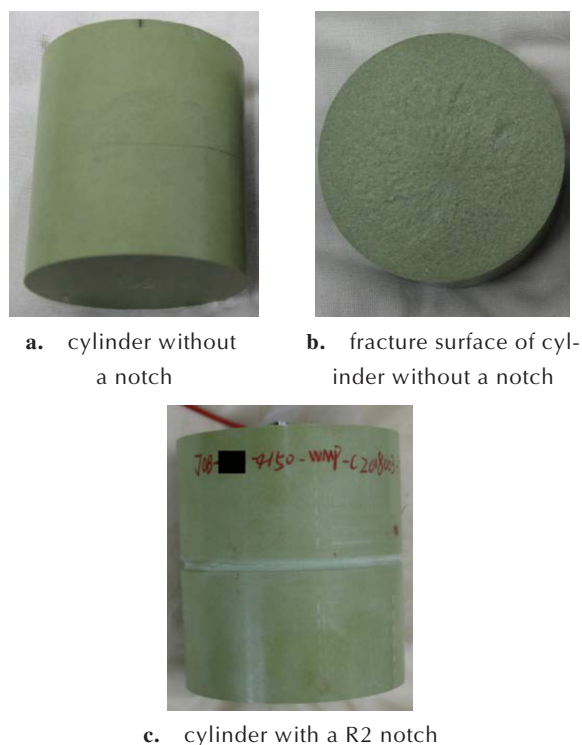 a. cylinder without
a notch
b. fracture surface of cyl-
inder without a notch
c. cylinder with a R2 notch